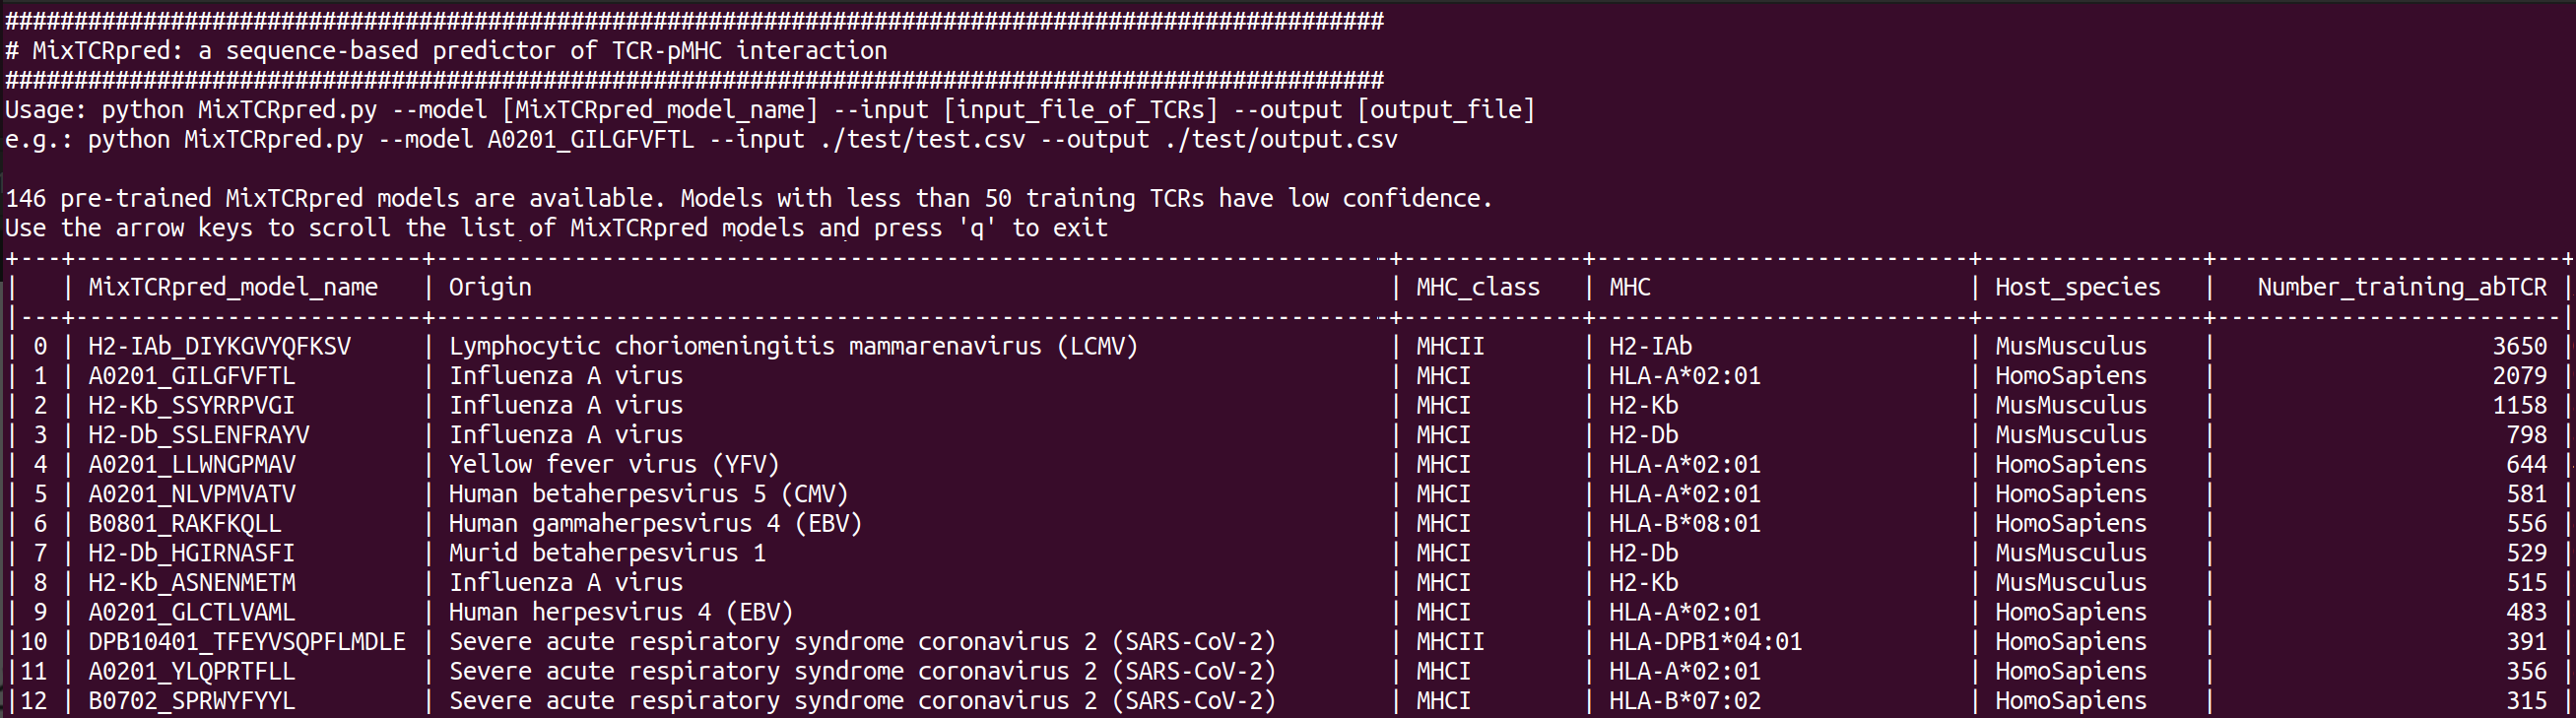 ####################################################################################################
# MixTCRpred: a sequence-based predictor of TCR-pMHC interaction
####################################################################################################
Usage: python MixTCRpred.py --model [MixTCRpred_model_name] --input [input_file_of_TCRs] --output [output_file]
e.g.: python MixTCRpred.py --model A0201_GILGFVFTL --input ./test/test.csv --output ./test/output.csv
146 pre-trained MixTCRpred models are available. Models with less than 50 training TCRs have low confidence.
Use the arrow keys to scroll the list of MixTCRpred models and press 'q' to exit
| | MixTCRpred_model_name | Origin | MHC_class | MHC | Host_species | Number_training_abTCR |
| 0 | H2-IAb_DIYKGVYQFKSV | Lymphocytic choriomeningitis mammarenavirus (LCMV) | MHCII | H2-IAb | MusMusculus | 3650 |
| 1 | A0201_GILGFVFTL | Influenza A virus | MHCI | HLA-A*02:01 | HomoSapiens | 2079 |
| 2 | H2-Kb_SSYRRPVGI | Influenza A virus | MHCI | H2-Kb | MusMusculus | 1158 |
| 3 | H2-Db_SSLENFRAYV | Influenza A virus | MHCI | H2-Db | MusMusculus | 798 |
| 4 | A0201_LLWNGPMAV | Yellow fever virus (YFV) | MHCI | HLA-A*02:01 | HomoSapiens | 644 |
| 5 | A0201_NLVPMVATV | Human betaherpesvirus 5 (CMV) | MHCI | HLA-A*02:01 | HomoSapiens | 581 |
| 6 | B0801_RAKFKQLL | Human gammaherpesvirus 4 (EBV) | MHCI | HLA-B*08:01 | HomoSapiens | 556 |
| 7 | H2-Db_HGIRNASFI | Murid betaherpesvirus 1 | MHCI | H2-Db | MusMusculus | 529 |
| 8 | H2-Kb_ASNENMETM | Influenza A virus | MHCI | H2-Kb | MusMusculus | 515 |
| 9 | A0201_GLCTLVAML | Human herpesvirus 4 (EBV) | MHCI | HLA-A*02:01 | HomoSapiens | 483 |
|10 | DPB10401_TFEYVSQPFLMDLE | Severe acute respiratory syndrome coronavirus 2 (SARS-CoV-2) | MHCII | HLA-DPB1*04:01 | HomoSapiens | 391 |
|11 | A0201_YLQPRTFLL | Severe acute respiratory syndrome coronavirus 2 (SARS-CoV-2) | MHCI | HLA-A*02:01 | HomoSapiens | 356 |
|12 | B0702_SPRWYFYYL | Severe acute respiratory syndrome coronavirus 2 (SARS-CoV-2) | MHCI | HLA-B*07:02 | HomoSapiens | 315 |